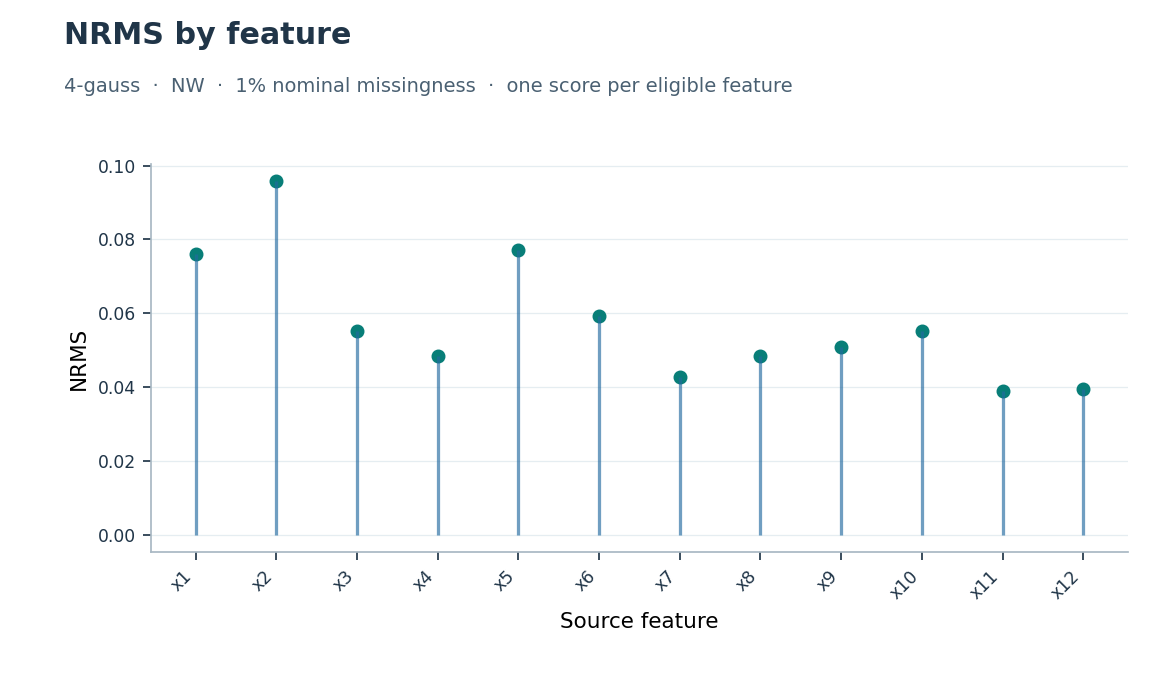 NRMS by feature
4-gauss · NW · 1% nominal missingness · one score per eligible feature
0.10
0.08
0.06
0.04
0.02
0.00
NRMS
x1 x2 x3 x4 x5 x6 x7 x8 x9 x10 x11 x12
Source feature